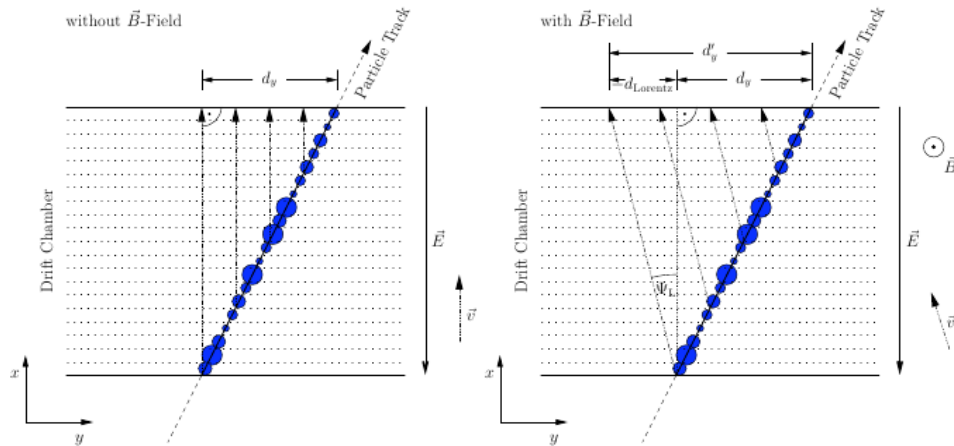 without B⃗-Field
d_y
Particle Track
Drift Chamber
E⃗
v⃗
x
y
with B⃗-Field
d′_y
−d_Lorentz
d_y
Particle Track
B⃗
Drift Chamber
E⃗
Ψ_L
v⃗
x
y